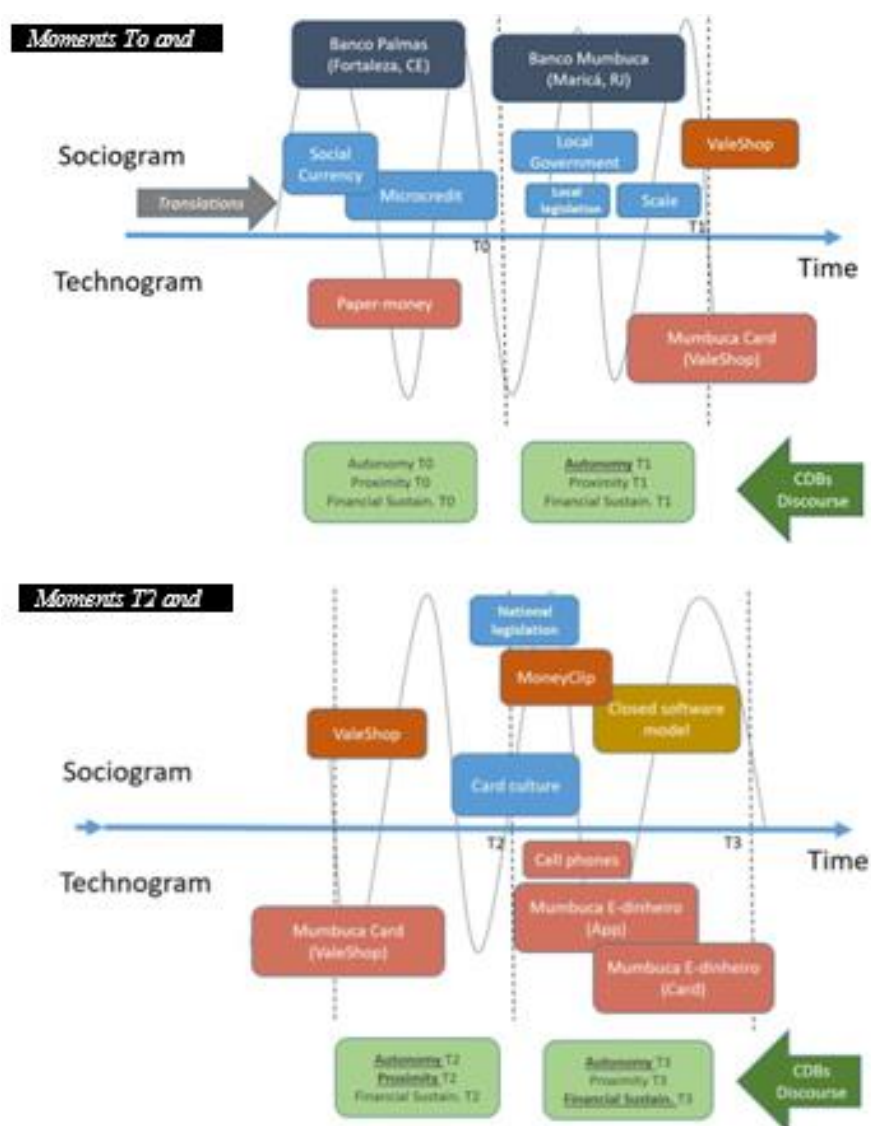 Moments To and
Banco Palmas
(Fortaleza, CE)
Banco Mumbuca
(Maricá, RJ)
Sociogram
Social
Currency
Local
Government
ValeShop
Translations
Microcredit
Local
legislation
Scale
T0
T1
Technogram
Time
Paper-money
Mumbuca Card
(ValeShop)
Autonomy T0
Proximity T0
Financial Sustain. T0
Autonomy T1
Proximity T1
Financial Sustain. T1
CDBs
Discourse
Moments T2 and
National
legislation
MoneyClip
ValeShop
Closed software
model
Sociogram
Card culture
T2
T3
Technogram
Time
Cell phones
Mumbuca Card
(ValeShop)
Mumbuca E-dinheiro
(App)
Mumbuca E-dinheiro
(Card)
Autonomy T2
Proximity T2
Financial Sustain. T2
Autonomy T3
Proximity T3
Financial Sustain. T3
CDBs
Discourse